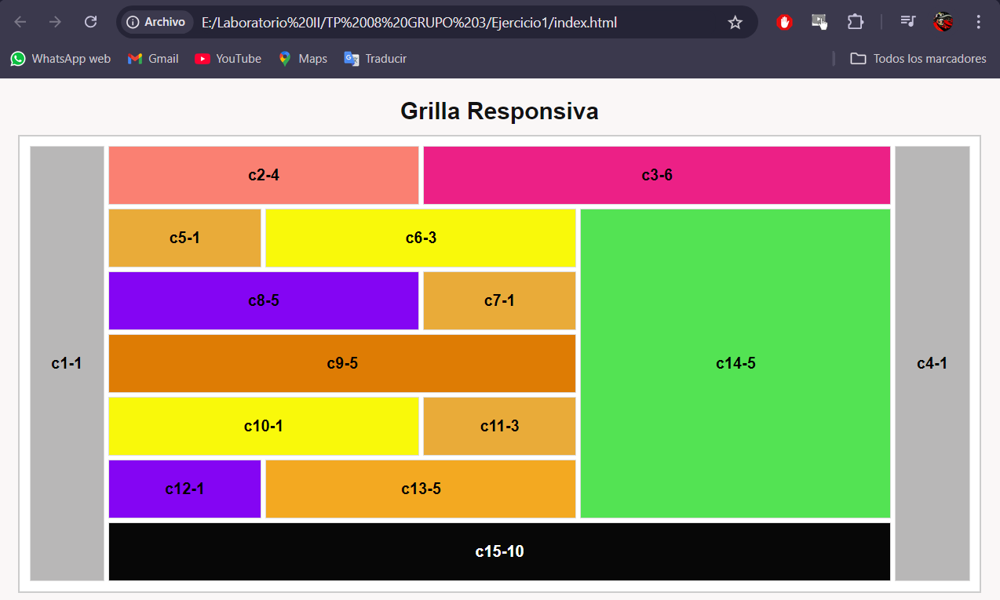 Archivo E:/Laboratorio%20II/TP%2008%20GRUPO%203/Ejercicio1/index.html
WhatsApp web Gmail YouTube Maps Traducir Todos los marcadores
Grilla Responsiva
c2-4 c3-6
c5-1 c6-3
c8-5 c7-1
c1-1 c9-5 c14-5 c4-1
c10-1 c11-3
c12-1 c13-5
c15-10